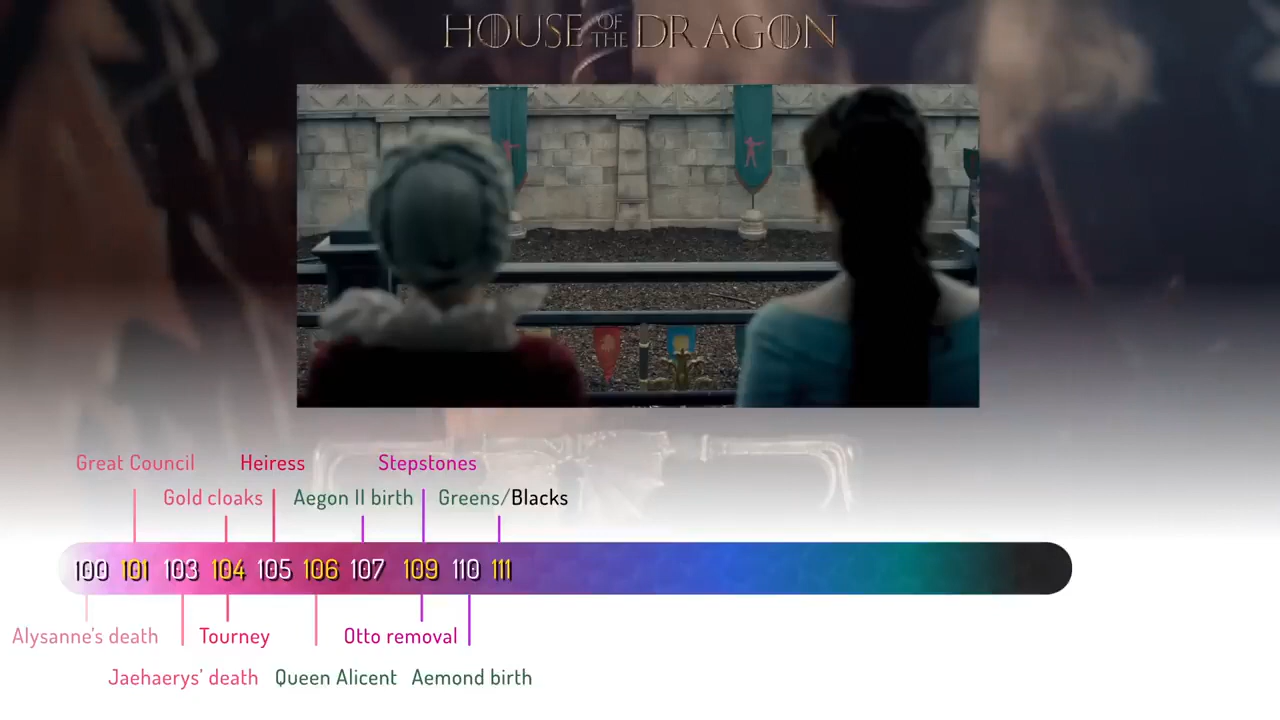 HOUSE OF THE DRAGON
Great Council Heiress Stepstones
Gold cloaks Aegon II birth Greens/Blacks
100 101 103 104 105 106 107 109 110 111
Alysanne's death Tourney Otto removal
Jaehaerys' death Queen Alicent Aemond birth